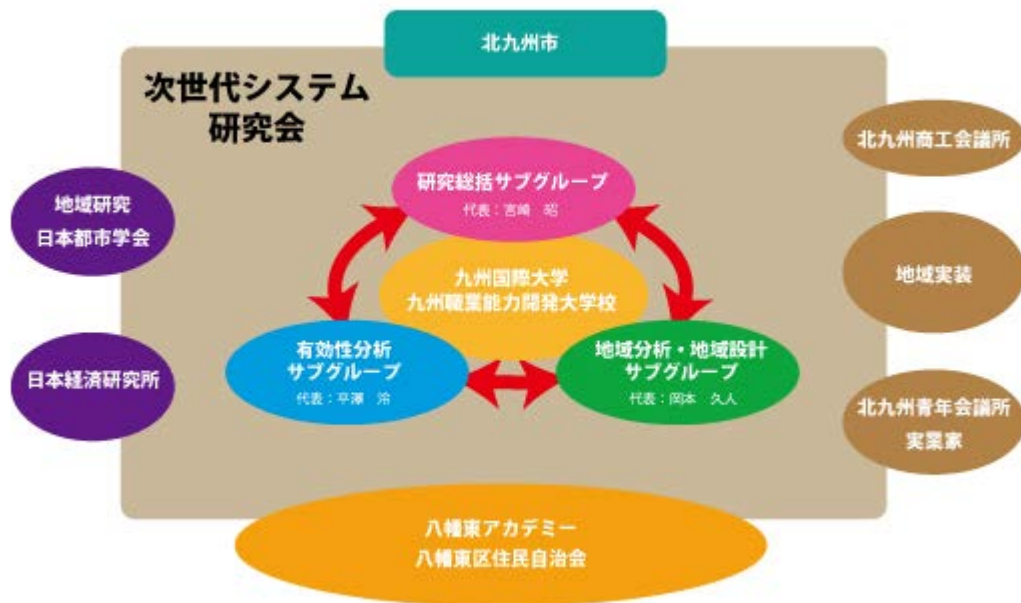 北九州市
次世代システム
研究会
北九州商工会議所
研究総括サブグループ
代表：宮崎　昭
地域研究
日本都市学会
九州国際大学
九州職業能力開発大学校
地域実装
有効性分析
サブグループ
代表：平澤　泠
地域分析・地域設計
サブグループ
代表：岡本　久人
日本経済研究所
北九州青年会議所
実業家
八幡東アカデミー
八幡東区住民自治会